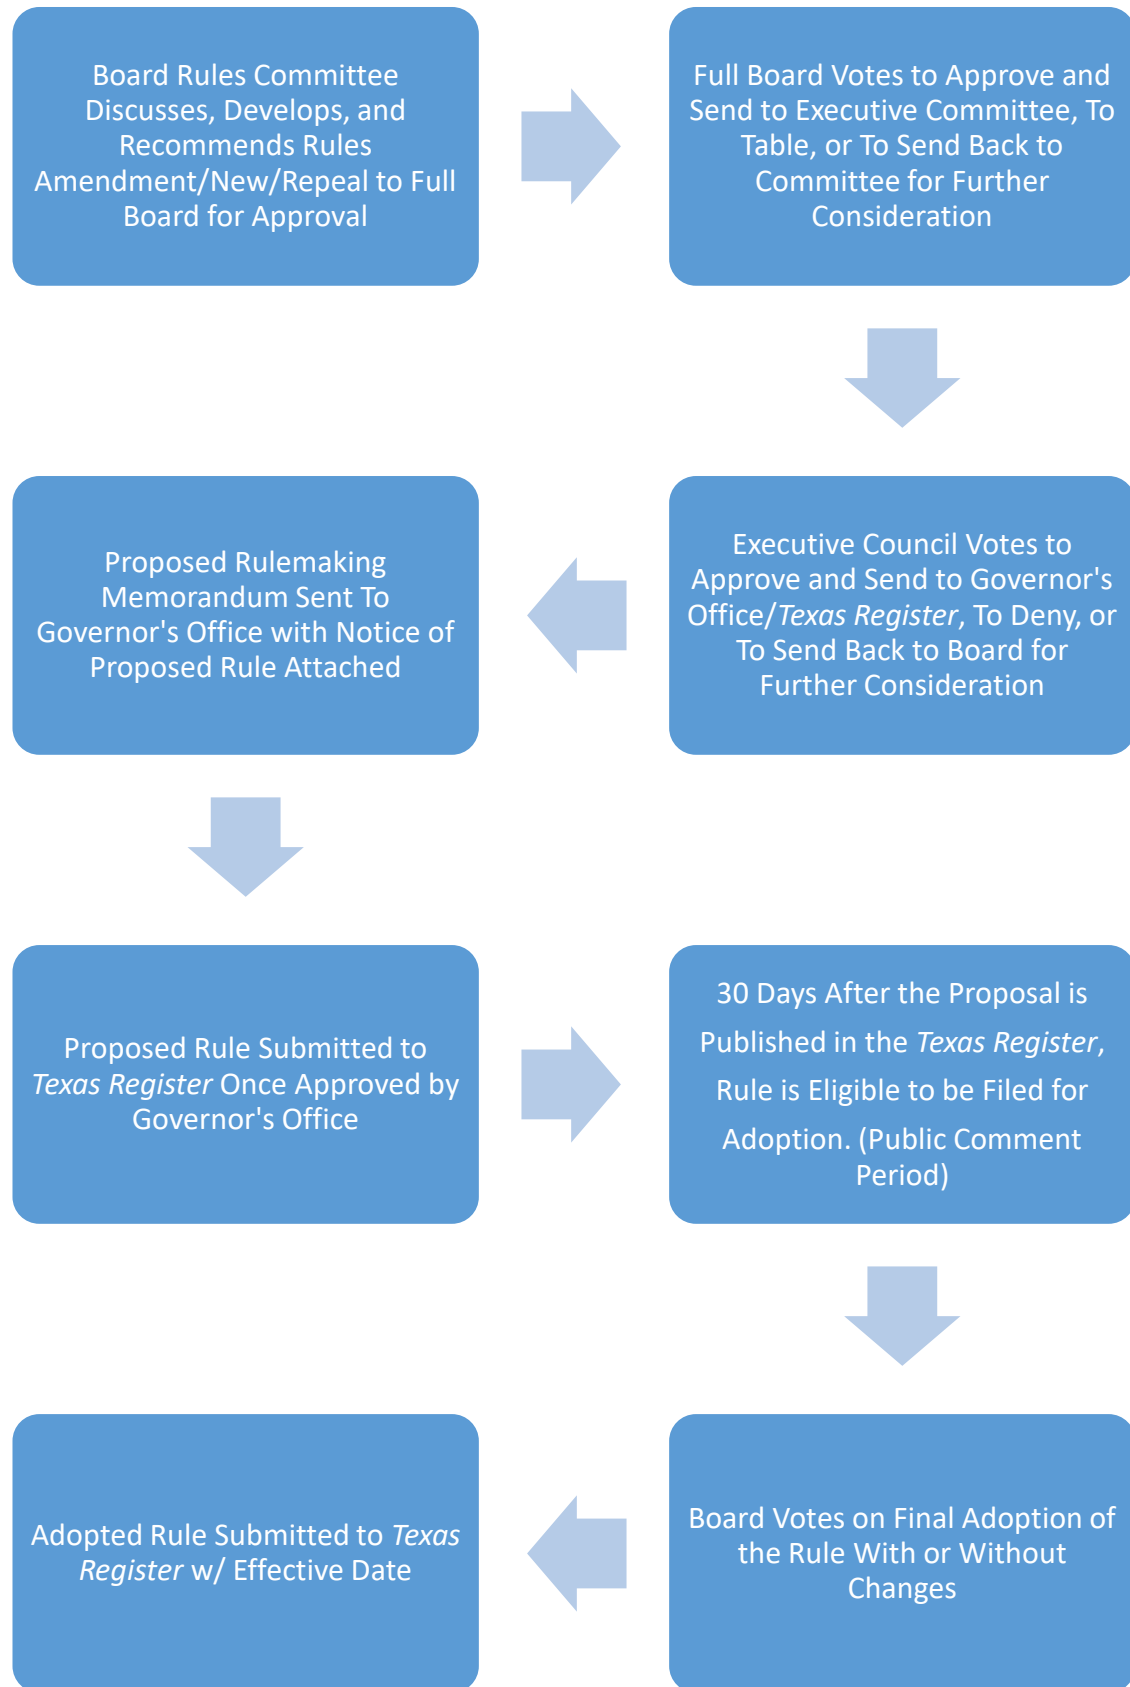 Board Rules Committee
Discusses, Develops, and
Recommends Rules
Amendment/New/Repeal to Full
Board for Approval
Full Board Votes to Approve and
Send to Executive Committee, To
Table, or To Send Back to
Committee for Further
Consideration
Executive Council Votes to
Approve and Send to Governor's
Office/Texas Register, To Deny, or
To Send Back to Board for
Further Consideration
Proposed Rulemaking
Memorandum Sent To
Governor's Office with Notice of
Proposed Rule Attached
Proposed Rule Submitted to
Texas Register Once Approved by
Governor's Office
30 Days After the Proposal is
Published in the Texas Register,
Rule is Eligible to be Filed for
Adoption. (Public Comment
Period)
Board Votes on Final Adoption of
the Rule With or Without
Changes
Adopted Rule Submitted to Texas
Register w/ Effective Date